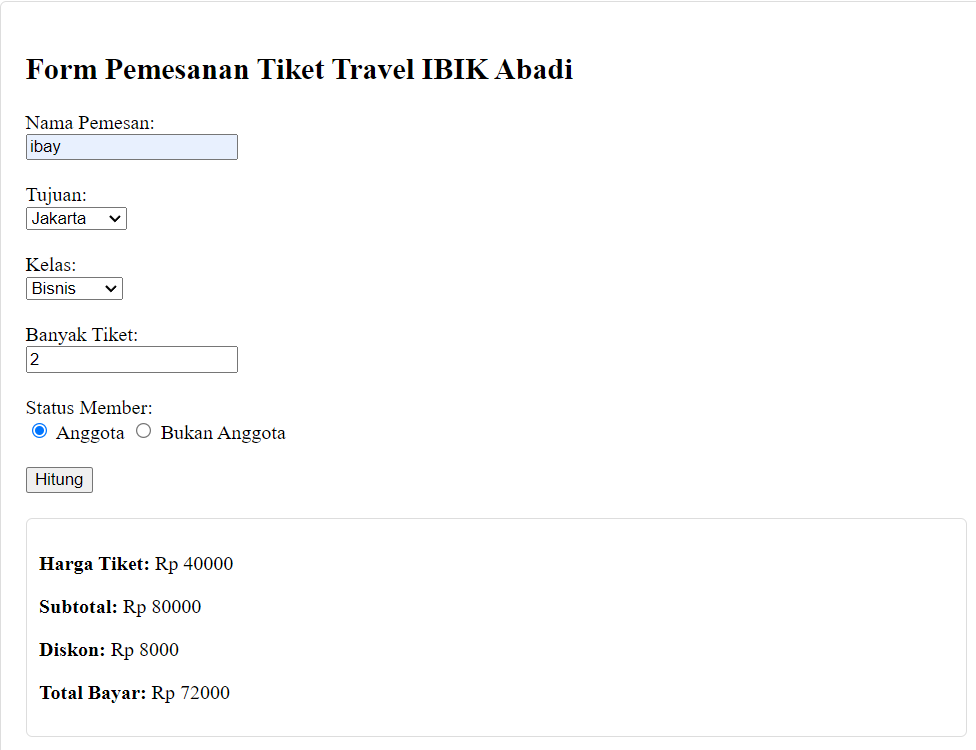 Form Pemesanan Tiket Travel IBIK Abadi
Nama Pemesan:
ibay
Tujuan:
Jakarta
Kelas:
Bisnis
Banyak Tiket:
2
Status Member:
Anggota Bukan Anggota
Hitung
Harga Tiket: Rp 40000
Subtotal: Rp 80000
Diskon: Rp 8000
Total Bayar: Rp 72000